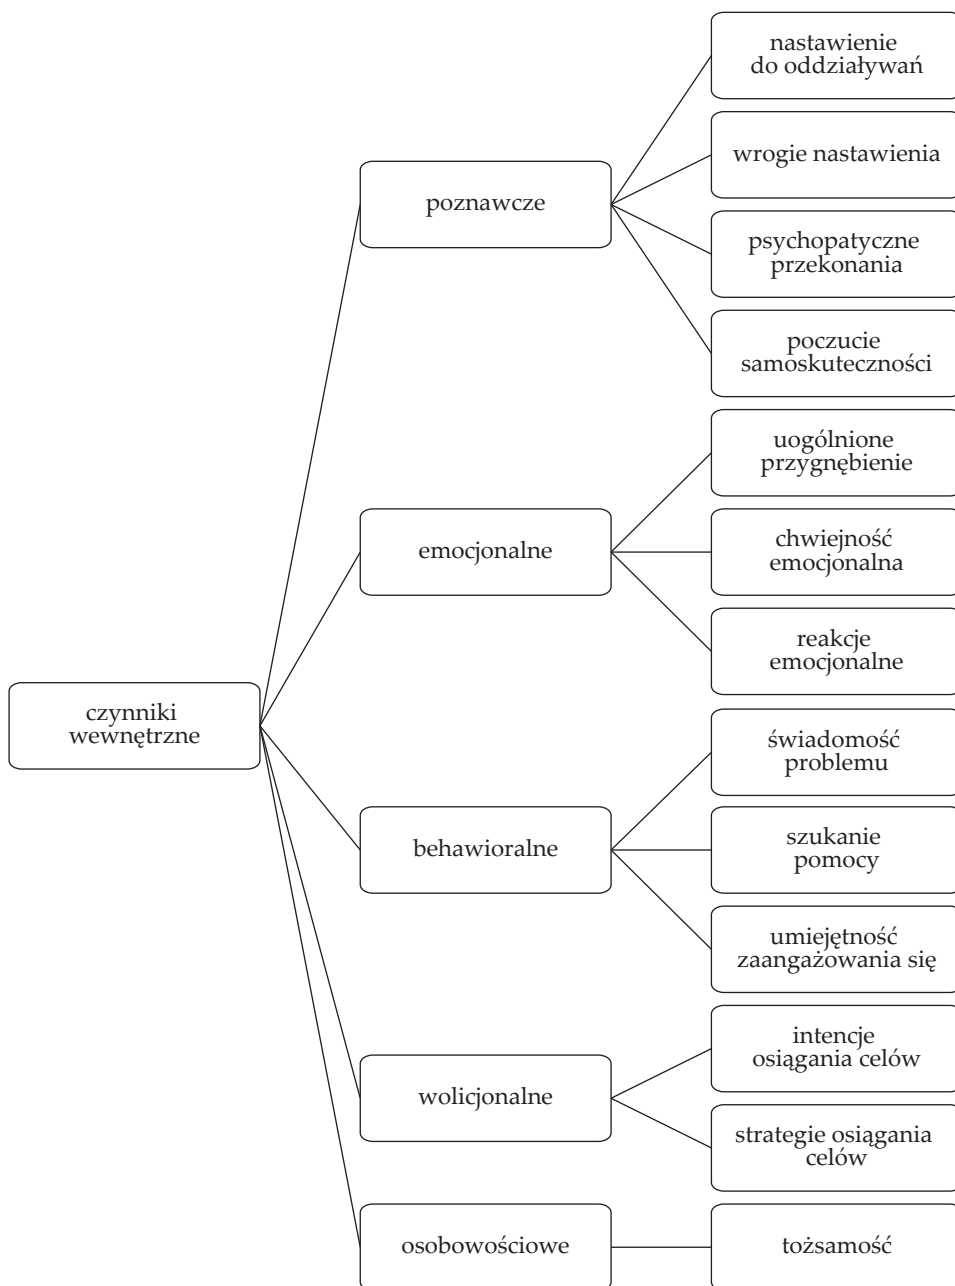 czynniki
wewnętrzne
poznawcze
nastawienie
do oddziaływań
wrogie nastawienia
psychopatyczne
przekonania
poczucie
samoskuteczności
emocjonalne
uogólnione
przygnębienie
chwiejność
emocjonalna
reakcje
emocjonalne
behawioralne
świadomość
problemu
szukanie
pomocy
umiejętność
zaangażowania się
wolicjonalne
intencje
osiągania celów
strategie osiągania
celów
osobowościowe
tożsamość